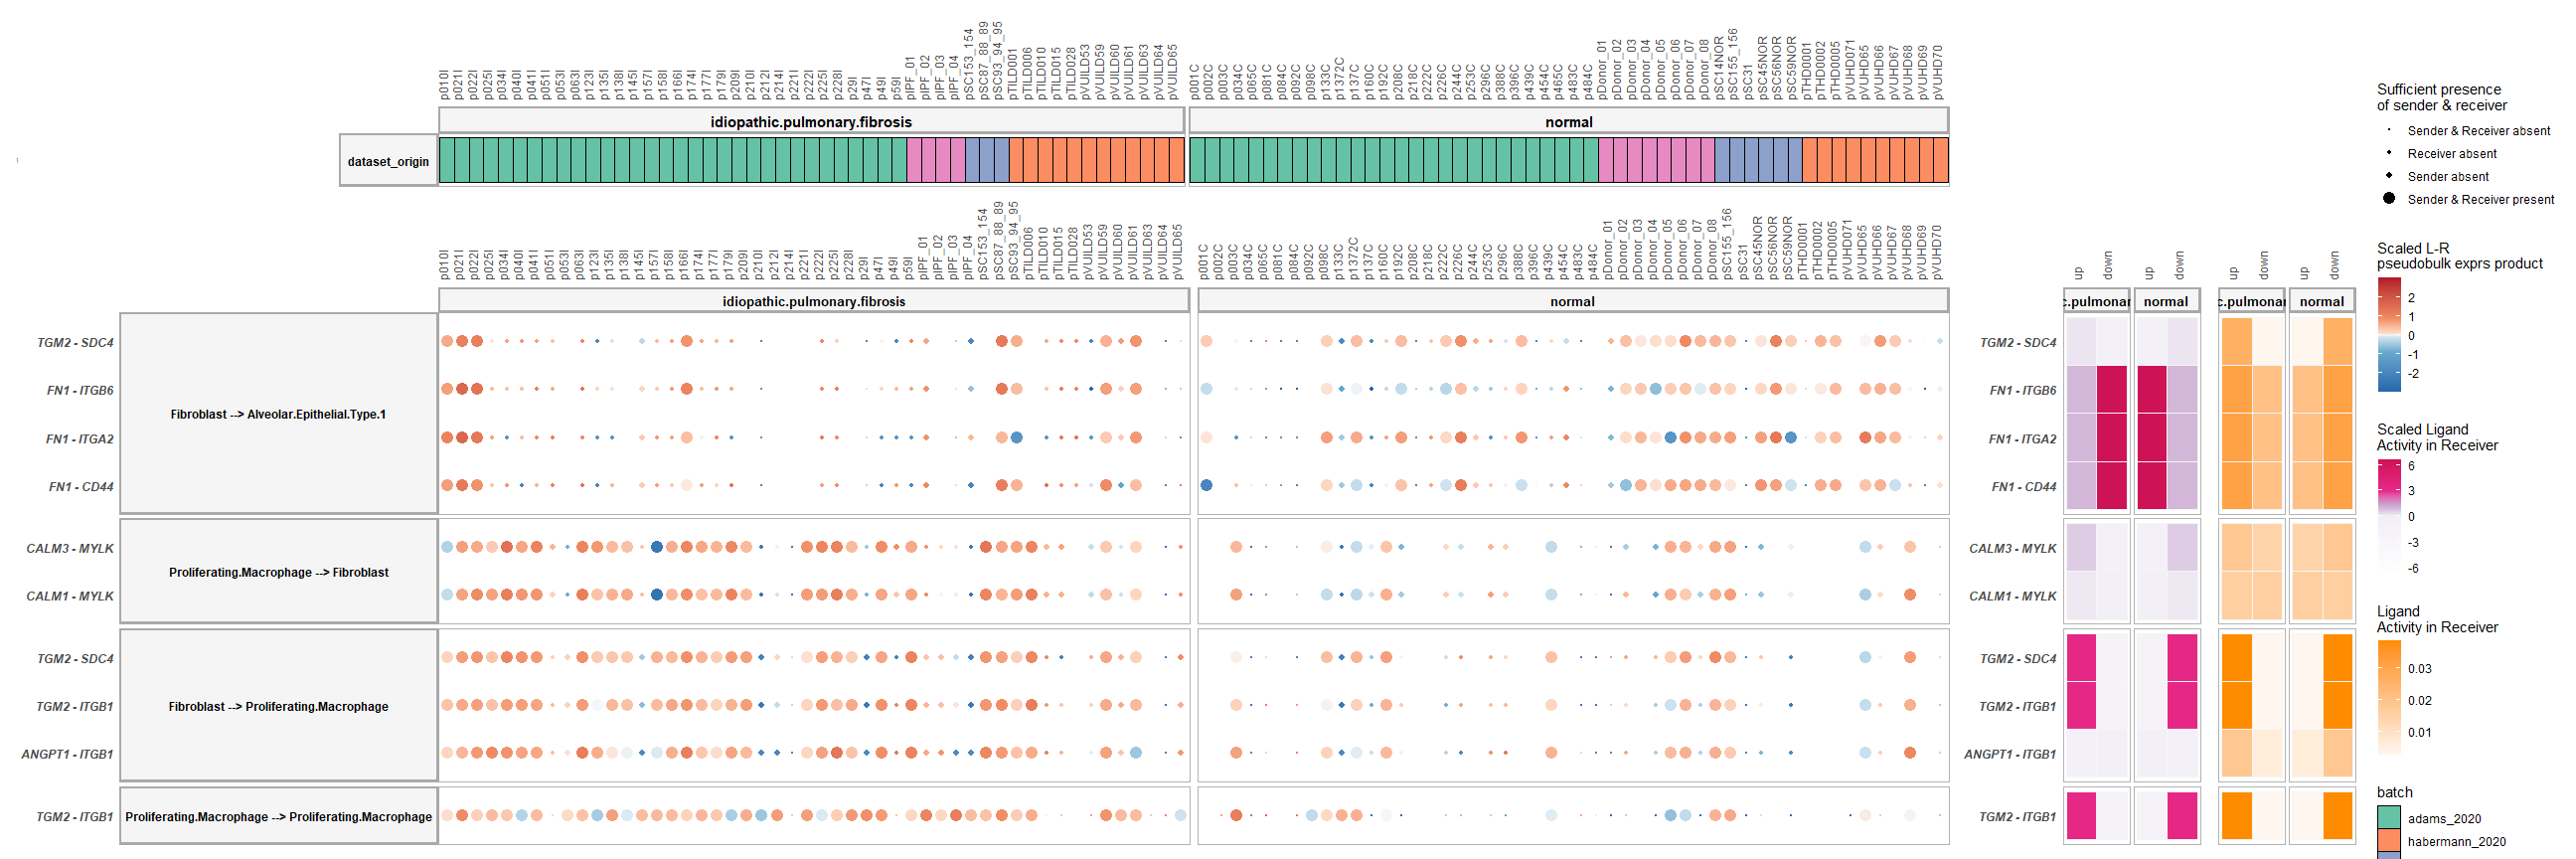 p010I p021I p022I p025I p034I p040I p041I p051I p053I p063I p123I p135I p138I p145I p157I p158I p166I p174I p177I p179I p209I p210I p212I p214I p221I p222I p225I p228I p29I p47I p49I p59I pIPF_01 pIPF_02 pIPF_03 pIPF_04 pSC153_154 pSC87_88_89 pSC93_94_95 pTILD001 pTILD006 pTILD010 pTILD015 pTILD028 pVUILD53 pVUILD59 pVUILD60 pVUILD61 pVUILD63 pVUILD64 pVUILD65 p001C p002C p003C p034C p065C p081C p084C p092C p098C p133C p1372C p137C p160C p192C p208C p218C p222C p226C p244C p253C p296C p388C p396C p439C p454C p465C p483C p484C pDonor_01 pDonor_02 pDonor_03 pDonor_04 pDonor_05 pDonor_06 pDonor_07 pDonor_08 pSC14NOR pSC155_156 pSC31 pSC45NOR pSC56NOR pSC59NOR pTHD0001 pTHD0002 pTHD0005 pVUHD071 pVUHD65 pVUHD66 pVUHD67 pVUHD68 pVUHD69 pVUHD70
idiopathic.pulmonary.fibrosis normal
dataset_origin
p010I p021I p022I p025I p034I p040I p041I p051I p053I p063I p123I p135I p138I p145I p157I p158I p166I p174I p177I p179I p209I p210I p212I p214I p221I p222I p225I p228I p29I p47I p49I p59I pIPF_01 pIPF_02 pIPF_03 pIPF_04 pSC153_154 pSC87_88_89 pSC93_94_95 pTILD006 pTILD010 pTILD015 pTILD028 pVUILD53 pVUILD59 pVUILD60 pVUILD61 pVUILD63 pVUILD64 pVUILD65 p001C p002C p003C p034C p065C p081C p084C p092C p098C p133C p1372C p137C p160C p192C p208C p218C p222C p226C p244C p253C p296C p388C p396C p439C p454C p483C p484C pDonor_01 pDonor_02 pDonor_03 pDonor_04 pDonor_05 pDonor_06 pDonor_07 pDonor_08 pSC155_156 pSC31 pSC45NOR pSC56NOR pSC59NOR pTHD0001 pTHD0002 pTHD0005 pVUHD071 pVUHD65 pVUHD66 pVUHD67 pVUHD68 pVUHD69 pVUHD70
up down up down up down up down
idiopathic.pulmonary.fibrosis normal c.pulmonar normal c.pulmonar normal
TGM2 - SDC4
FN1 - ITGB6
FN1 - ITGA2
FN1 - CD44
Fibroblast --> Alveolar.Epithelial.Type.1
TGM2 - SDC4
FN1 - ITGB6
FN1 - ITGA2
FN1 - CD44
CALM3 - MYLK
CALM1 - MYLK
Proliferating.Macrophage --> Fibroblast
CALM3 - MYLK
CALM1 - MYLK
TGM2 - SDC4
TGM2 - ITGB1
ANGPT1 - ITGB1
Fibroblast --> Proliferating.Macrophage
TGM2 - SDC4
TGM2 - ITGB1
ANGPT1 - ITGB1
TGM2 - ITGB1
Proliferating.Macrophage --> Proliferating.Macrophage
TGM2 - ITGB1
Sufficient presence
of sender & receiver
Sender & Receiver absent
Receiver absent
Sender absent
Sender & Receiver present
Scaled L-R
pseudobulk exprs product
2
1
0
-1
-2
Scaled Ligand
Activity in Receiver
6
3
0
-3
-6
Ligand
Activity in Receiver
0.03
0.02
0.01
batch
adams_2020
habermann_2020